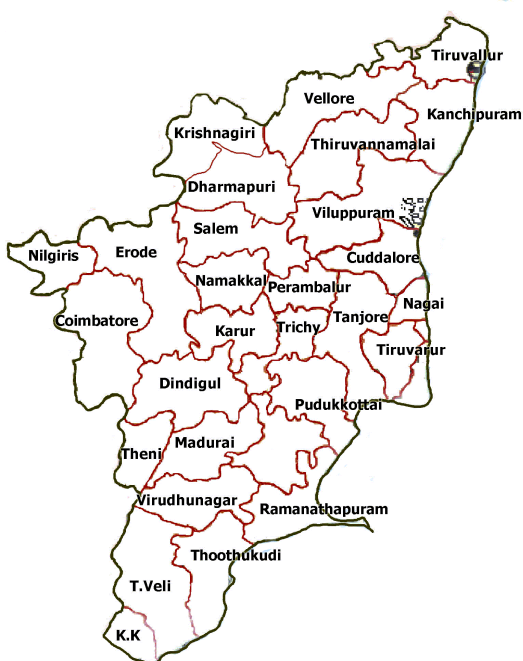 Tiruvallur
Vellore
Kanchipuram
Krishnagiri
Thiruvannamalai
Dharmapuri
Viluppuram
Salem
Nilgiris
Erode
Cuddalore
Namakkal
Perambalur
Nagai
Coimbatore
Karur
Trichy
Tanjore
Tiruvarur
Dindigul
Pudukkottai
Theni
Madurai
Virudhunagar
Ramanathapuram
Thoothukudi
T.Veli
K.K